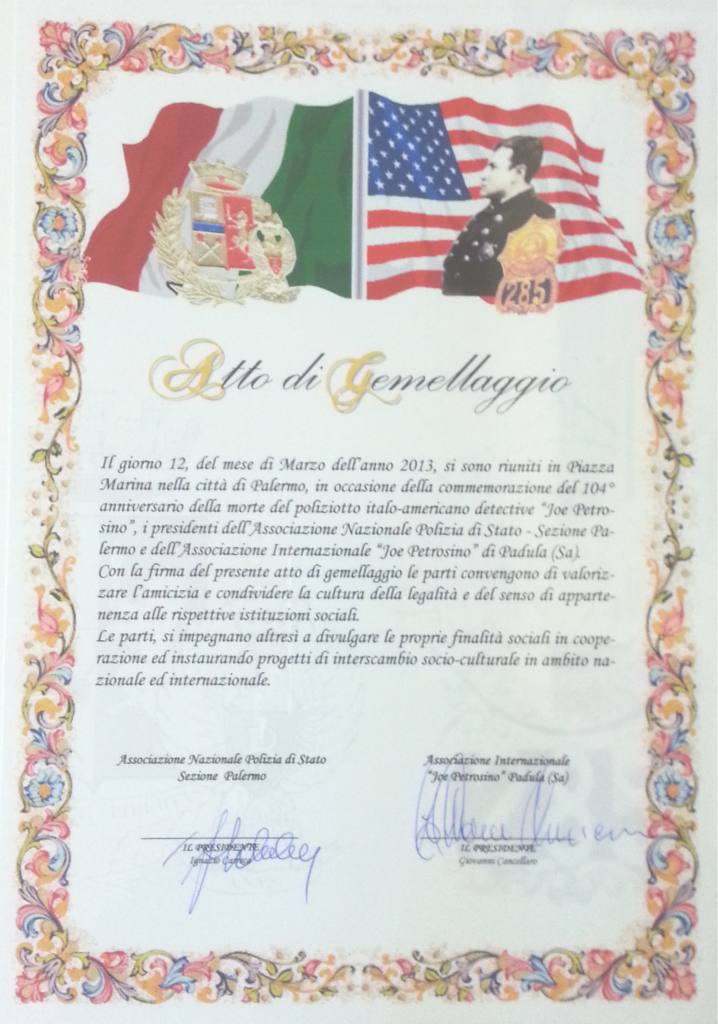 285
Atto di Gemellaggio
Il giorno 12, del mese di Marzo dell'anno 2013, si sono riuniti in Piazza
Marina nella città di Palermo, in occasione della commemorazione del 104°
anniversario della morte del poliziotto italo-americano detective "Joe Petro-
sino", i presidenti dell'Associazione Nazionale Polizia di Stato - Sezione Pa-
lermo e dell'Associazione Internazionale "Joe Petrosino" di Padula (Sa).
Con la firma del presente atto di gemellaggio le parti convengono di valoriz-
zare l'amicizia e condividere la cultura della legalità e del senso di apparte-
nenza alle rispettive istituzioni sociali.
Le parti, si impegnano altresì a divulgare le proprie finalità sociali in coope-
razione ed instaurando progetti di interscambio socio-culturale in ambito na-
zionale ed internazionale.
Associazione Nazionale Polizia di Stato
Sezione Palermo
IL PRESIDENTE
Ignazio
Associazione Internazionale
"Joe Petrosino" Padula (Sa)
IL PRESIDENTE
Giovanni Cancellaro